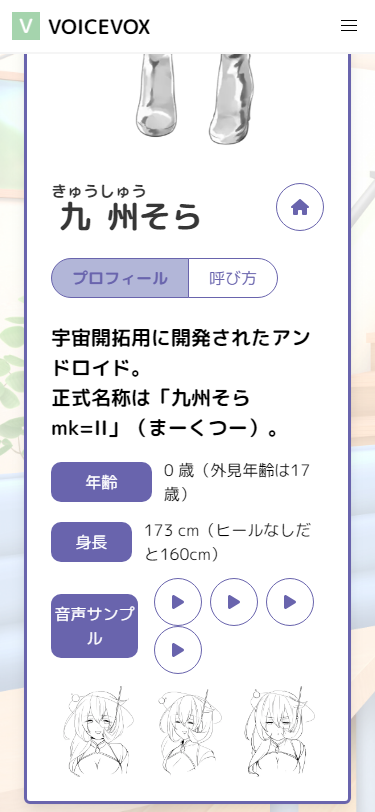 V VOICEVOX
きゅうしゅう
九州そら
プロフィール 呼び方
宇宙開拓用に開発されたアン
ドロイド。
正式名称は「九州そら
mk=II」（まーくつー）。
年齢
0 歳（外見年齢は17
歳）
身長
173 cm（ヒールなしだ
と160cm）
音声サンプ
ル